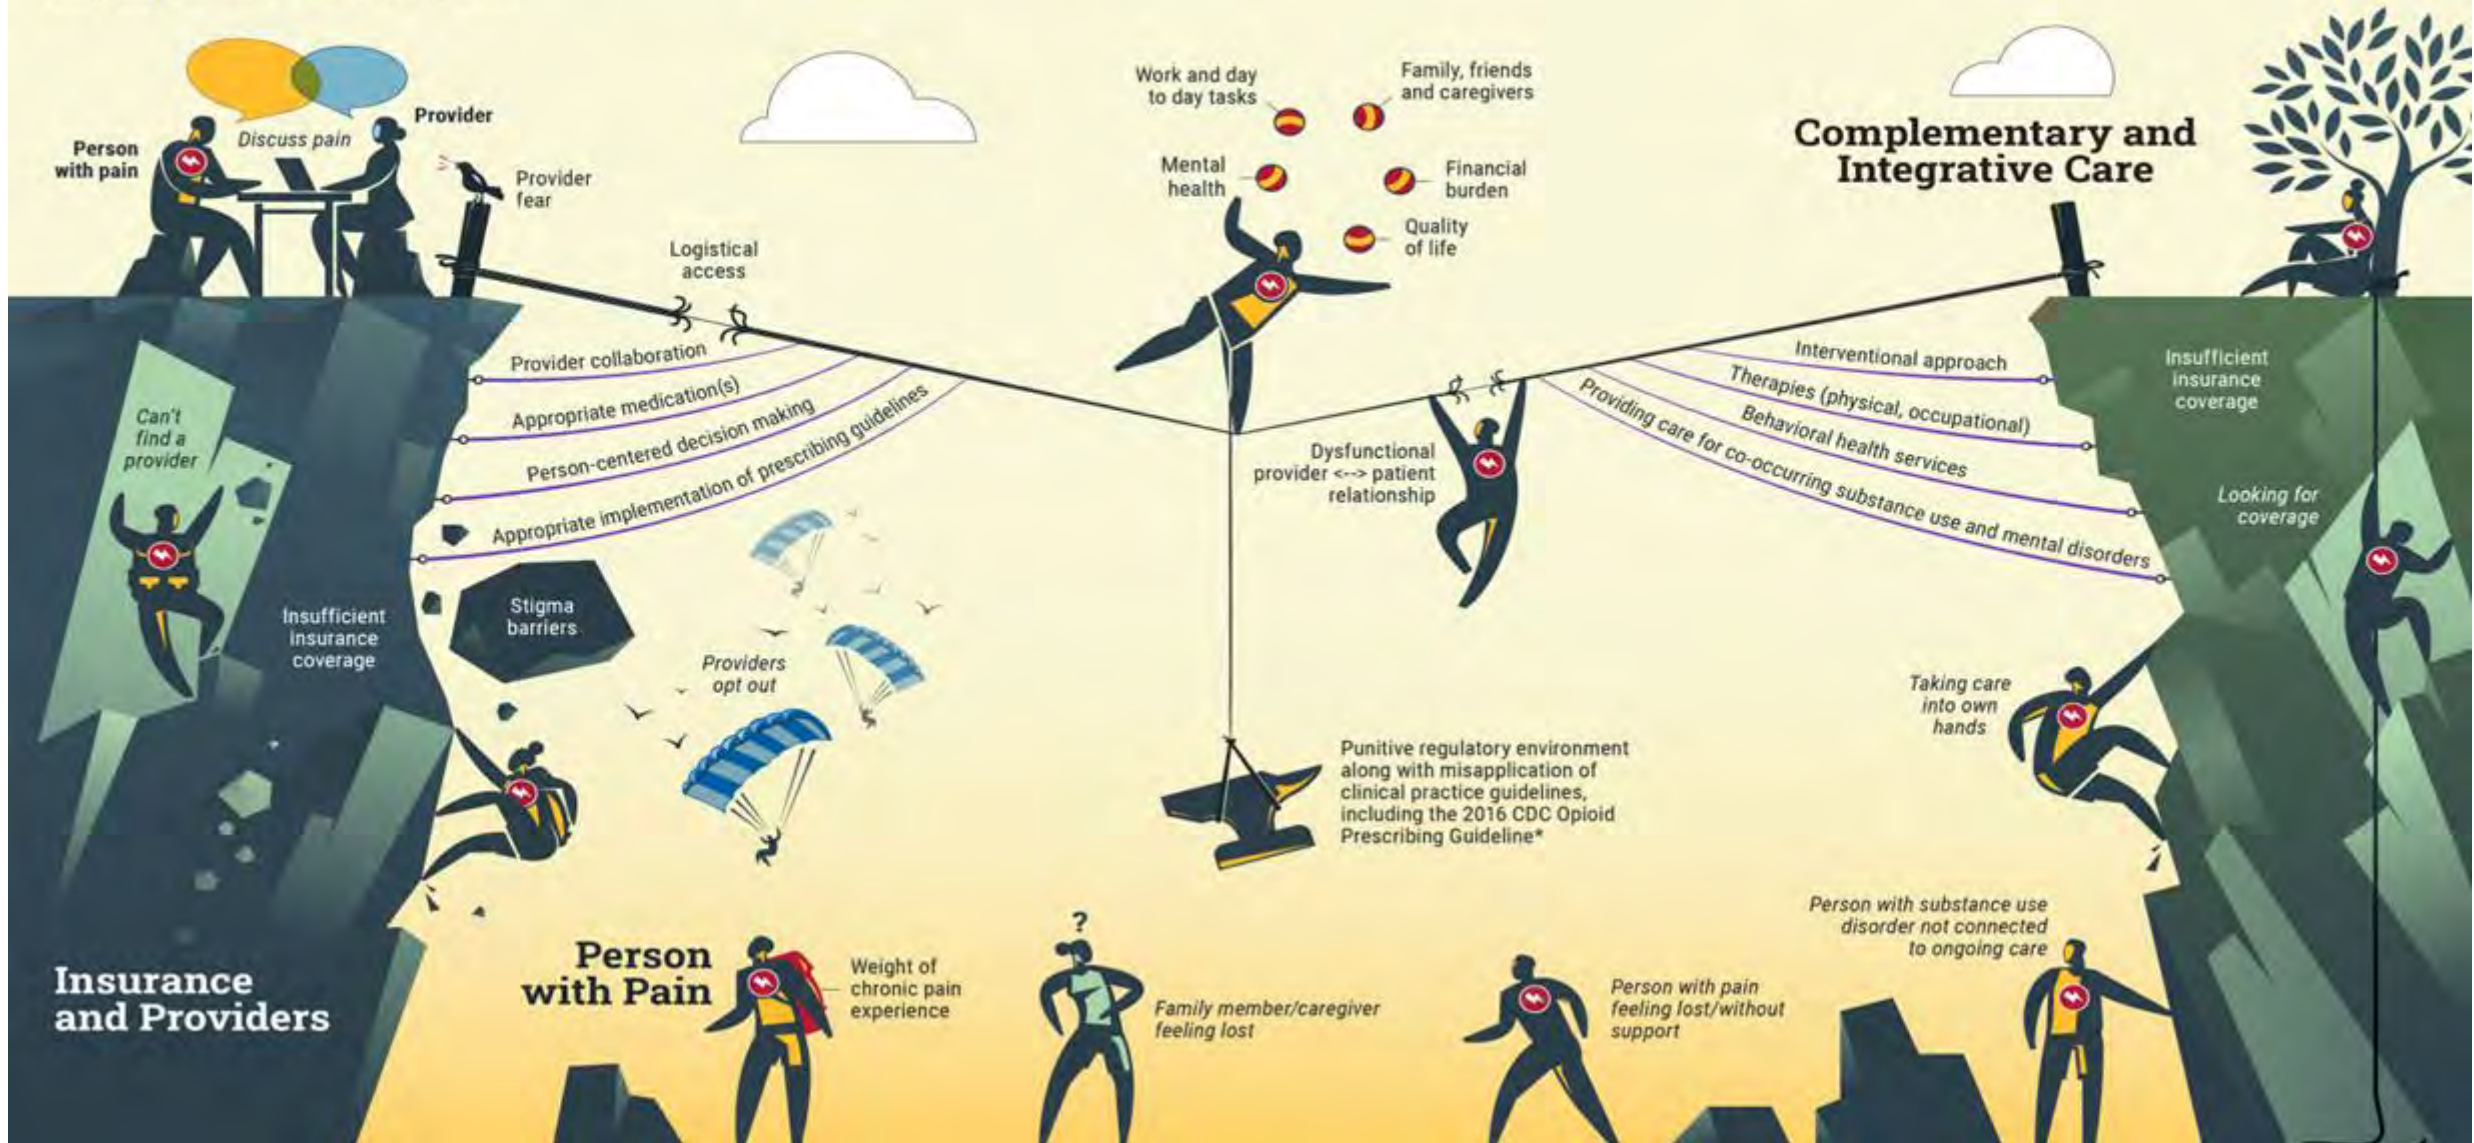 Person
with pain
Discuss pain
Provider
Provider
fear
Logistical
access
Work and day
to day tasks
Family, friends
and caregivers
Mental
health
Financial
burden
Quality
of life
Complementary and
Integrative Care
Provider collaboration
Appropriate medication(s)
Person-centered decision making
Appropriate implementation of prescribing guidelines
Interventional approach
Therapies (physical, occupational)
Behavioral health services
Providing care for co-occurring substance use and mental disorders
Insufficient
insurance
coverage
Can't
find a
provider
Dysfunctional
provider <--> patient
relationship
Looking for
coverage
Insufficient
insurance
coverage
Stigma
barriers
Providers
opt out
Taking care
into own
hands
Punitive regulatory environment
along with misapplication of
clinical practice guidelines,
including the 2016 CDC Opioid
Prescribing Guideline*
Insurance
and Providers
Person
with Pain
Weight of
chronic pain
experience
?
Family member/caregiver
feeling lost
Person with pain
feeling lost/without
support
Person with substance use
disorder not connected
to ongoing care